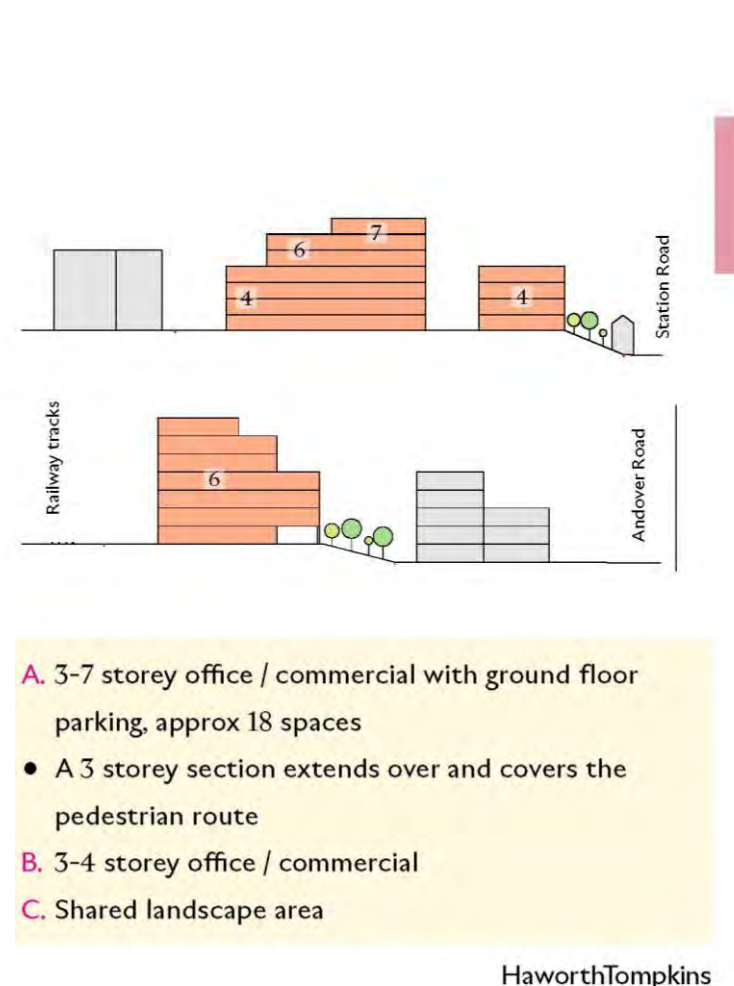 7
6
4
4
Station Road
Railway tracks
6
Andover Road
A. 3-7 storey office / commercial with ground floor
parking, approx 18 spaces
• A 3 storey section extends over and covers the
pedestrian route
B. 3-4 storey office / commercial
C. Shared landscape area
HaworthTompkins